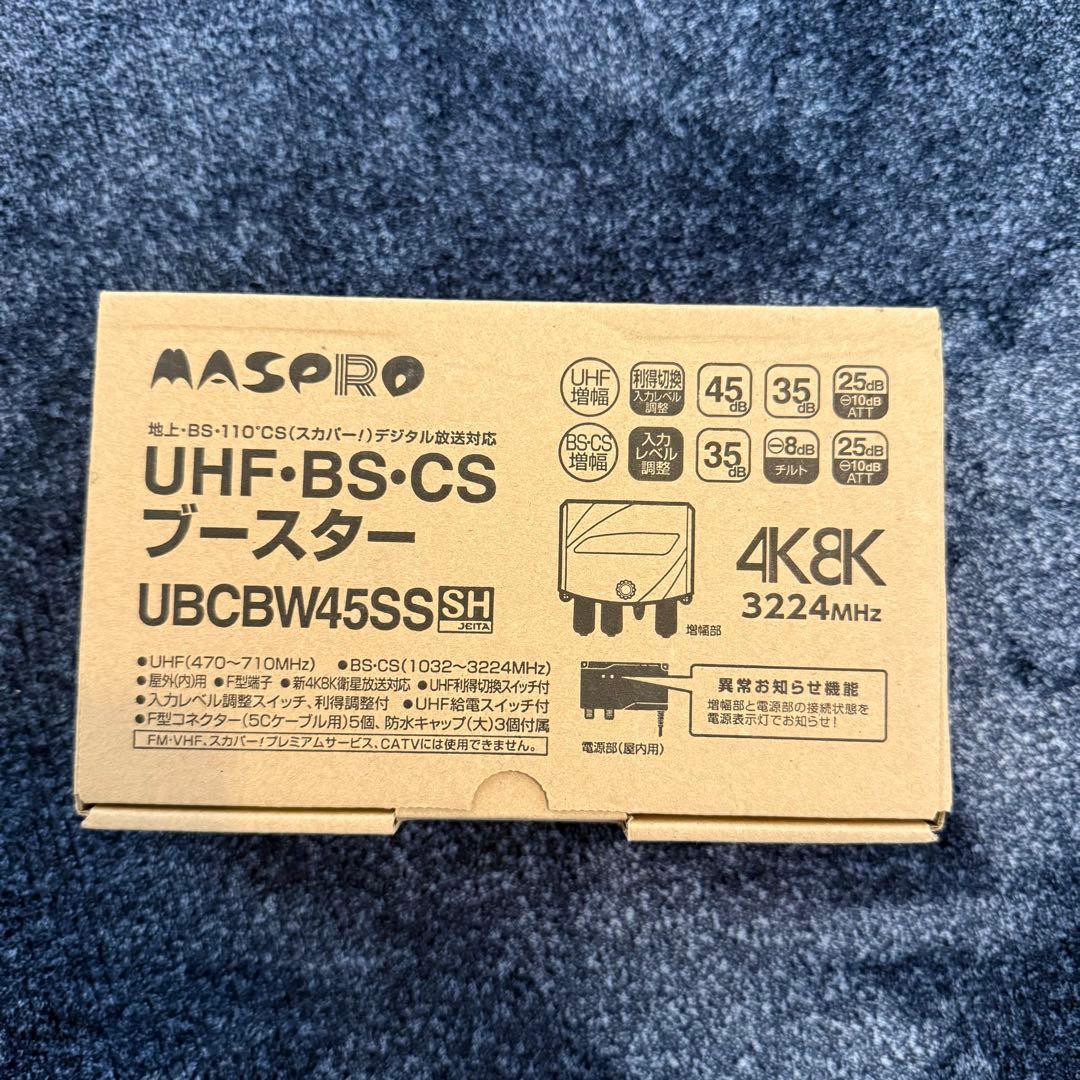 MASPRO
地上・BS・110°CS(スカパー!)デジタル放送対応
UHF・BS・CS
ブースター
UBCBW45SS SH
JEITA
●UHF(470〜710MHz) ●BS・CS(1032〜3224MHz)
●屋外(内)用 ●F型端子 ●新4K8K衛星放送対応 ●UHF利得切換スイッチ付
●入力レベル調整スイッチ、利得調整付 ●UHF給電スイッチ付
●F型コネクター(5Cケーブル用)5個、防水キャップ(大)3個付属
FM・VHF、スカパー!プレミアムサービス、CATVには使用できません。
UHF
増幅
利得切換
入力レベル
調整
45
dB
35
dB
25dB
⊖10dB
ATT
BS・CS
増幅
入力
レベル
調整
35
dB
⊖8dB
チルト
25dB
⊖10dB
ATT
増幅部
4K8K
3224MHz
電源部(屋内用)
異常お知らせ機能
増幅部と電源部の接続状態を
電源表示灯でお知らせ!